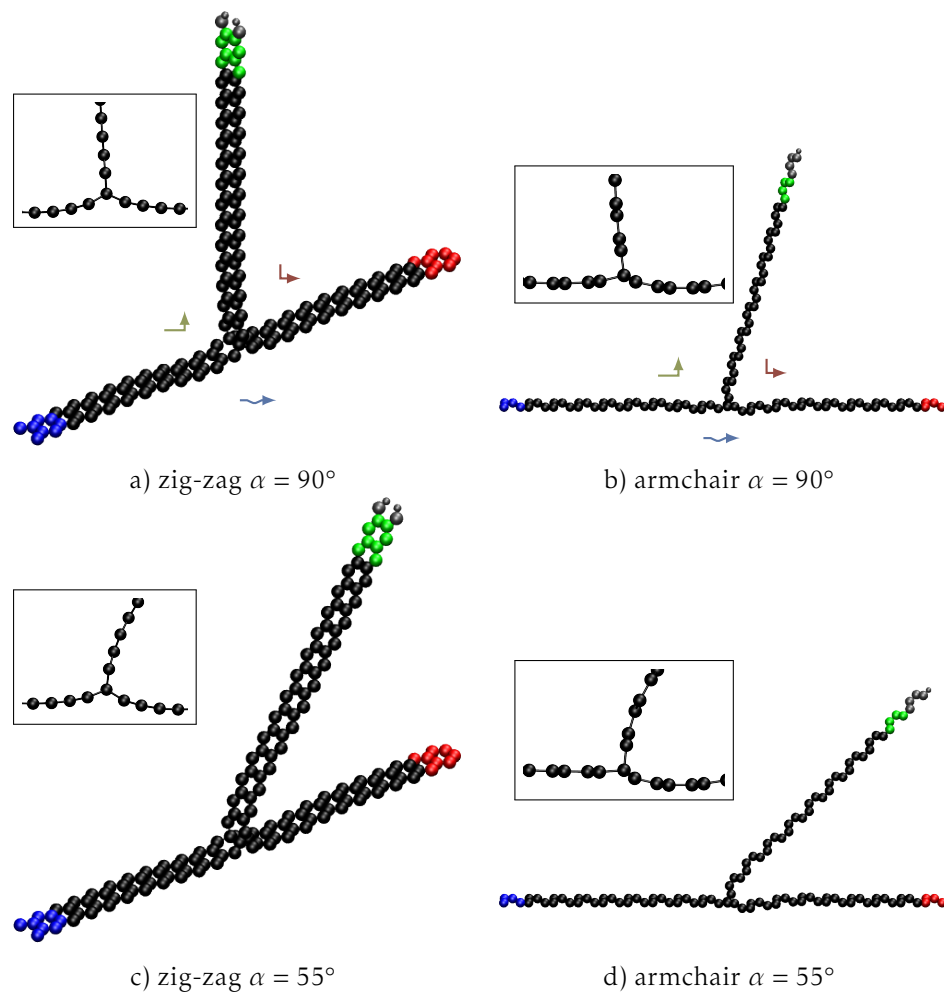 a) zig-zag α = 90°
b) armchair α = 90°
c) zig-zag α = 55°
d) armchair α = 55°